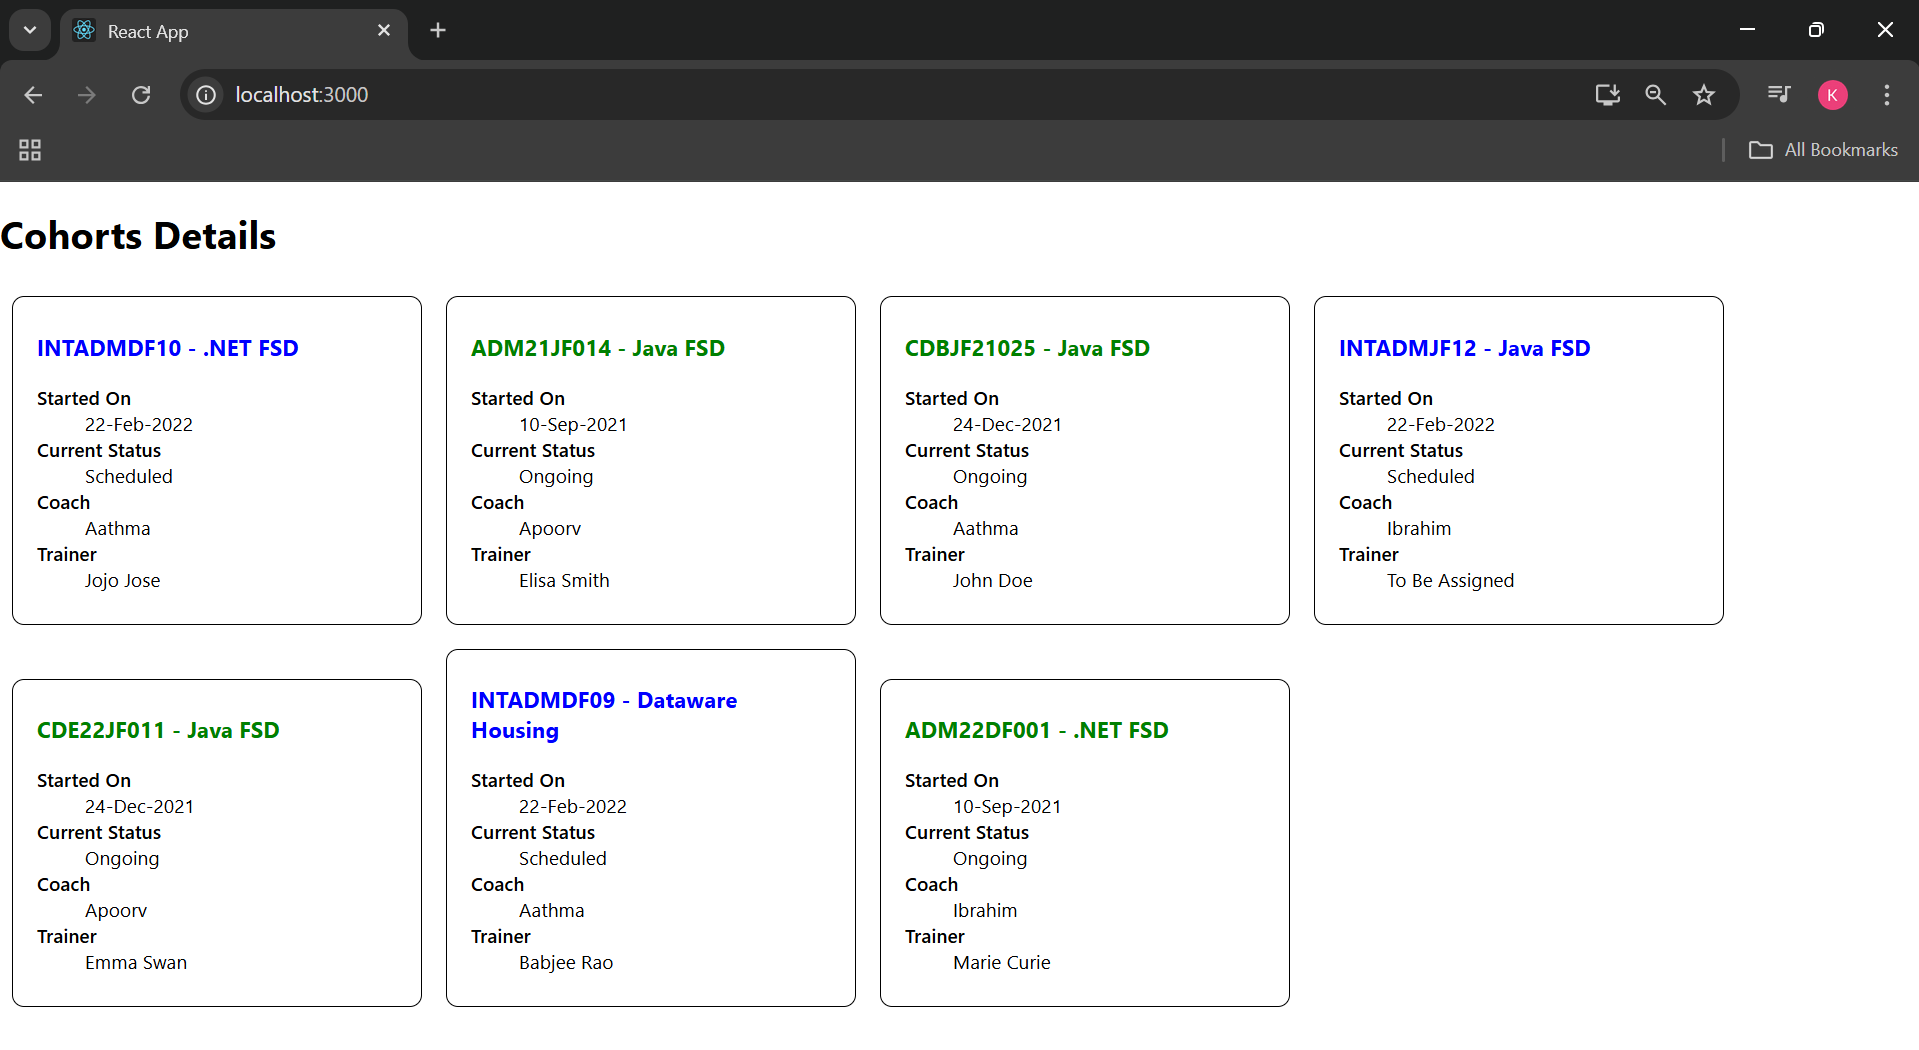 React App
localhost:3000
K
All Bookmarks
Cohorts Details
INTADMDF10 - .NET FSD
Started On
22-Feb-2022
Current Status
Scheduled
Coach
Aathma
Trainer
Jojo Jose
ADM21JF014 - Java FSD
Started On
10-Sep-2021
Current Status
Ongoing
Coach
Apoorv
Trainer
Elisa Smith
CDBJF21025 - Java FSD
Started On
24-Dec-2021
Current Status
Ongoing
Coach
Aathma
Trainer
John Doe
INTADMJF12 - Java FSD
Started On
22-Feb-2022
Current Status
Scheduled
Coach
Ibrahim
Trainer
To Be Assigned
CDE22JF011 - Java FSD
Started On
24-Dec-2021
Current Status
Ongoing
Coach
Apoorv
Trainer
Emma Swan
INTADMDF09 - Dataware
Housing
Started On
22-Feb-2022
Current Status
Scheduled
Coach
Aathma
Trainer
Babjee Rao
ADM22DF001 - .NET FSD
Started On
10-Sep-2021
Current Status
Ongoing
Coach
Ibrahim
Trainer
Marie Curie